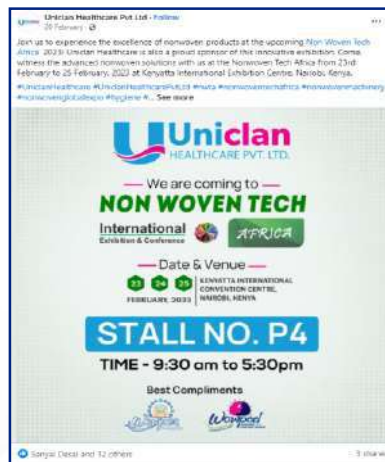 Uniclan Healthcare Pvt Ltd · Follow
20 February ·
Join us to experience the excellence of nonwoven products at the upcoming Non Woven Tech
Africa 2023! Uniclan Healthcare is also a proud sponsor of this innovative exhibition. Come,
witness the advanced nonwoven solutions with us at the Nonwoven Tech Africa from 23rd
February to 25 February, 2023 at Kenyatta International Exhibition Centre, Nairobi, Kenya.
#UniclanHealthcare #UniclanHealthcarePvtLtd #nwta #nonwoventechafrica #nonwovenmachinery
#nonwovenglobalexpo #hygiene #... See more
Uniclan
HEALTHCARE PVT. LTD.
We are coming to
NON WOVEN TECH
International
Exhibition & Conference
AFRICA
Date & Venue
23 24 25
FEBRUARY, 2023
KENYATTA INTERNATIONAL
CONVENTION CENTRE,
NAIROBI, KENYA
STALL NO. P4
TIME - 9:30 am to 5:30pm
Best Compliments
Wowper
Sanjay Desai and 12 others
3 shares